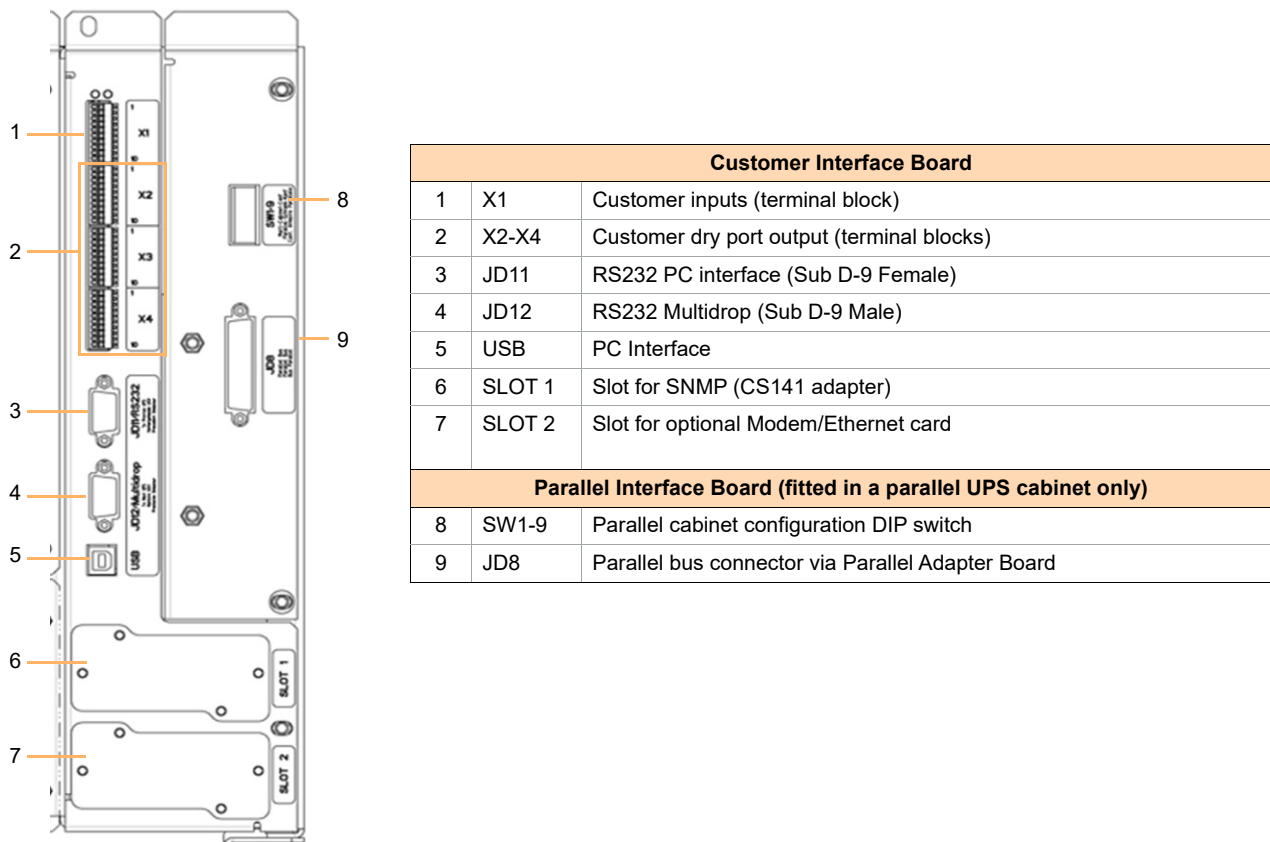 1
2
3
4
5
6
7
8
9
1
X1
1
X2
1
X3
1
X4
JD11/RS232
JD12/Multidrop
USB
SW1-9
JD8
SLOT 1
SLOT 2
Customer Interface Board
1 X1 Customer inputs (terminal block)
2 X2-X4 Customer dry port output (terminal blocks)
3 JD11 RS232 PC interface (Sub D-9 Female)
4 JD12 RS232 Multidrop (Sub D-9 Male)
5 USB PC Interface
6 SLOT 1 Slot for SNMP (CS141 adapter)
7 SLOT 2 Slot for optional Modem/Ethernet card
Parallel Interface Board (fitted in a parallel UPS cabinet only)
8 SW1-9 Parallel cabinet configuration DIP switch
9 JD8 Parallel bus connector via Parallel Adapter Board